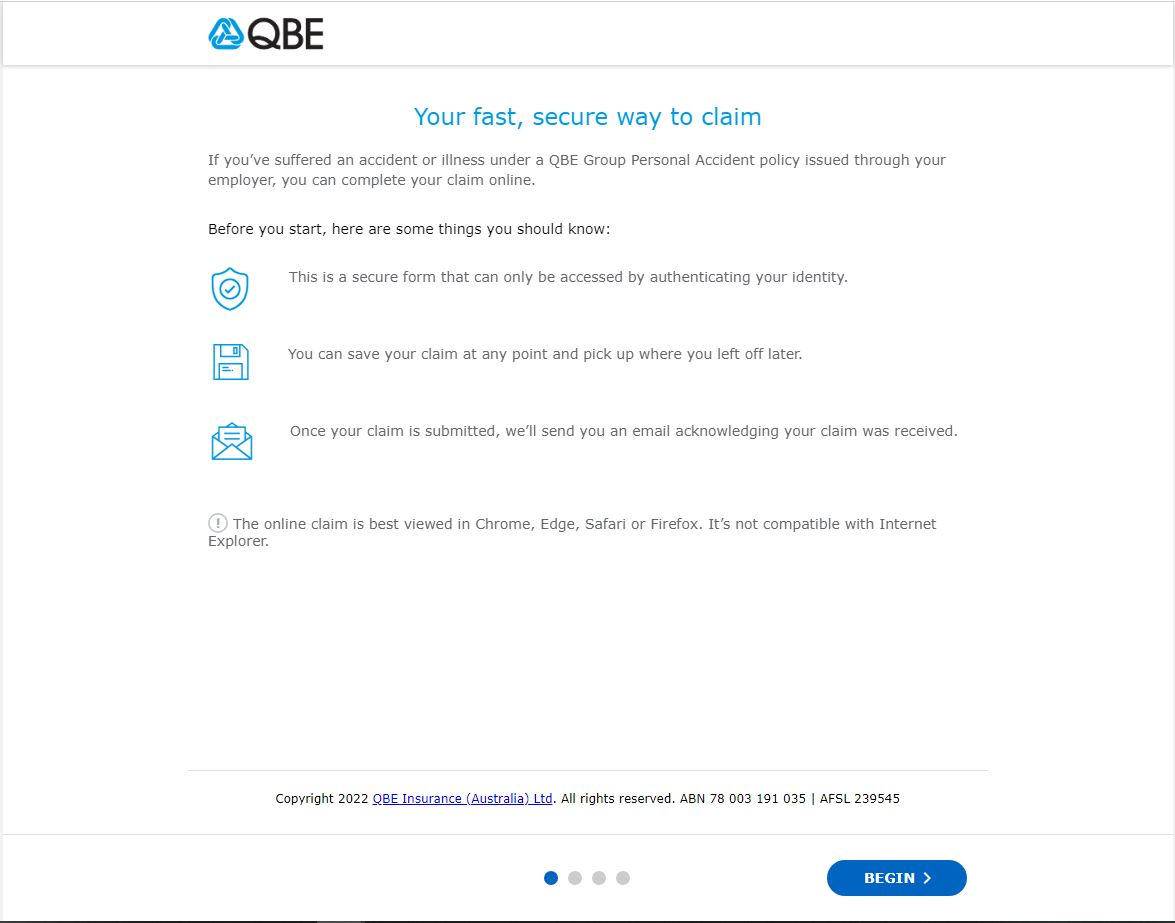 QBE
Your fast, secure way to claim
If you’ve suffered an accident or illness under a QBE Group Personal Accident policy issued through your
employer, you can complete your claim online.
Before you start, here are some things you should know:
This is a secure form that can only be accessed by authenticating your identity.
You can save your claim at any point and pick up where you left off later.
Once your claim is submitted, we’ll send you an email acknowledging your claim was received.
The online claim is best viewed in Chrome, Edge, Safari or Firefox. It’s not compatible with Internet
Explorer.
Copyright 2022 QBE Insurance (Australia) Ltd. All rights reserved. ABN 78 003 191 035 | AFSL 239545
BEGIN